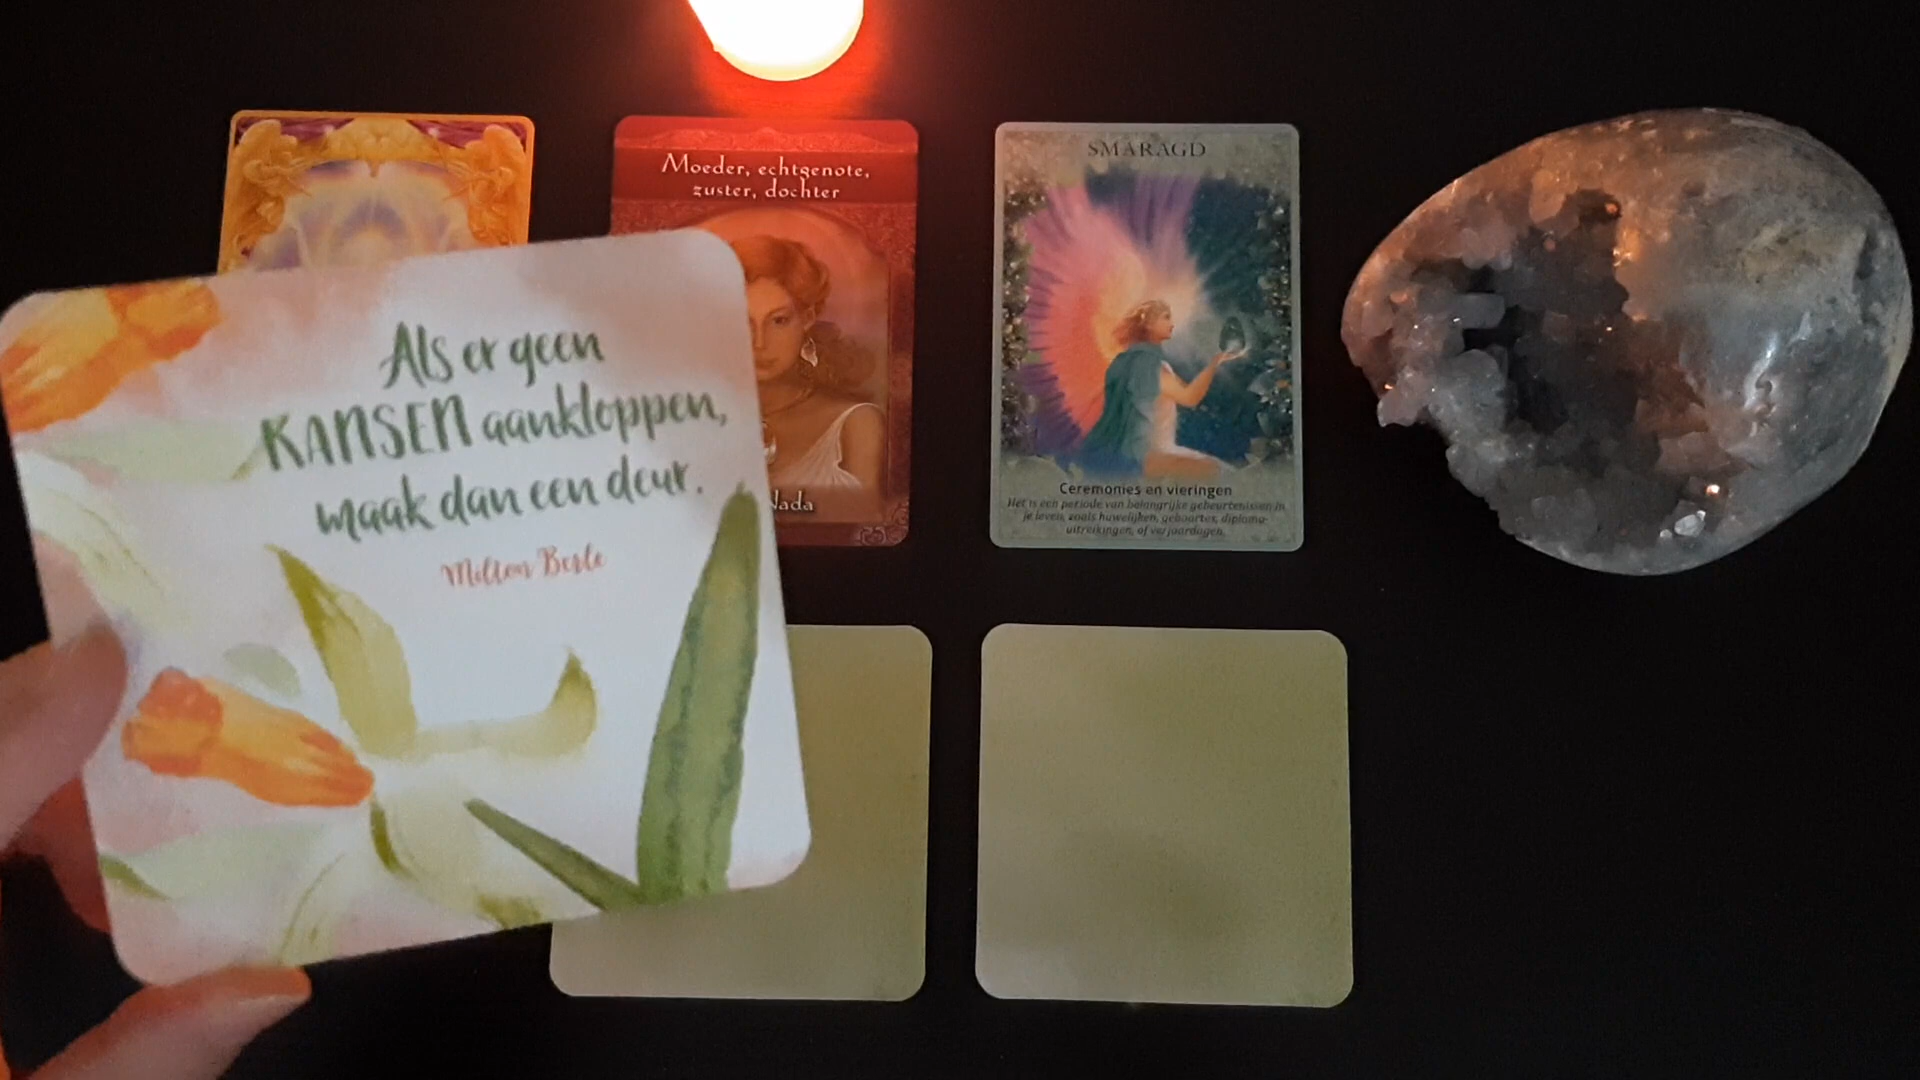 Moeder, echtgenote,
zuster, dochter
Nada
SMARAGD
Ceremonies en vieringen
Het is een periode van belangrijke gebeurtenissen in
je leven, zoals huwelijken, geboortes, diploma-
uitreikingen, of verjaardagen.
Als er geen
KANSEN aankloppen,
maak dan een deur.
Milton Berle